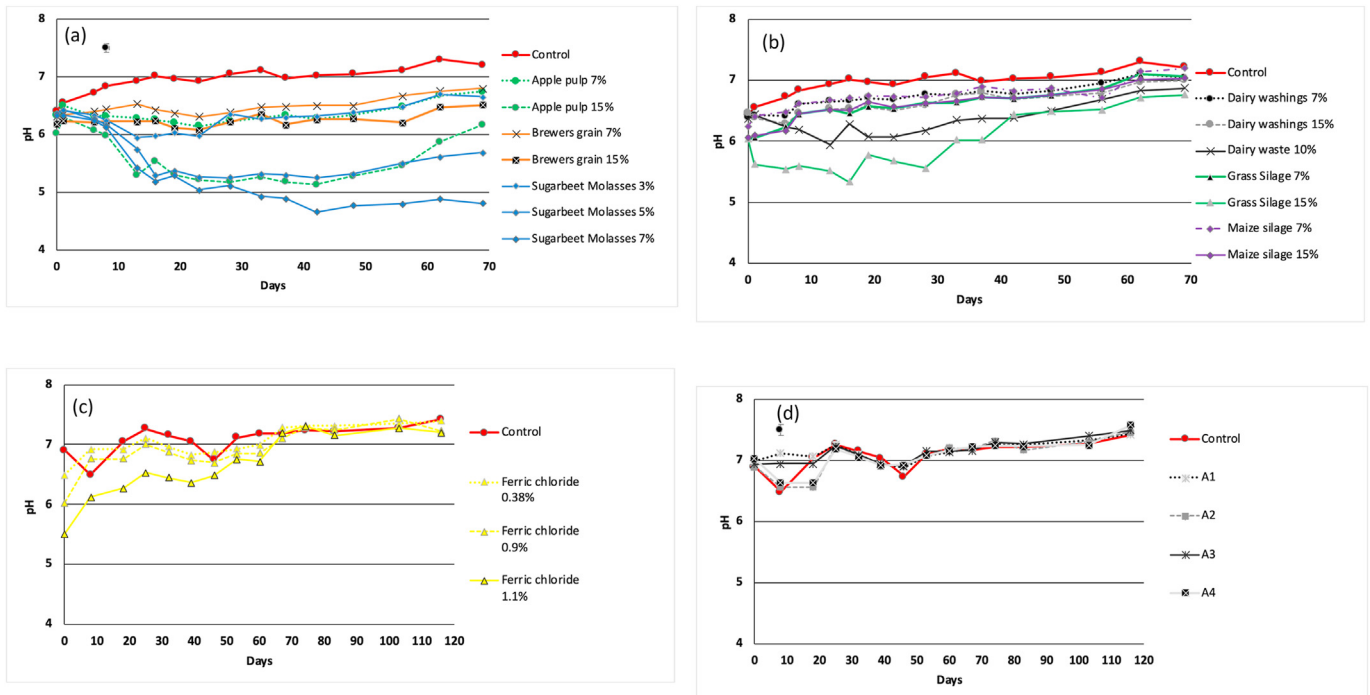 (a)
8
7
6
5
4
pH
0 10 20 30 40 50 60 70
Days
Control
Apple pulp 7%
Apple pulp 15%
Brewers grain 7%
Brewers grain 15%
Sugarbeet Molasses 3%
Sugarbeet Molasses 5%
Sugarbeet Molasses 7%
(b)
8
7
6
5
4
pH
0 10 20 30 40 50 60 70
Days
Control
Dairy washings 7%
Dairy washings 15%
Dairy waste 10%
Grass Silage 7%
Grass Silage 15%
Maize silage 7%
Maize silage 15%
(c)
8
7
6
5
4
pH
0 10 20 30 40 50 60 70 80 90 100 110 120
Days
Control
Ferric chloride
0.38%
Ferric chloride
0.9%
Ferric chloride
1.1%
(d)
8
7
6
5
4
pH
0 10 20 30 40 50 60 70 80 90 100 110 120
Days
Control
A1
A2
A3
A4